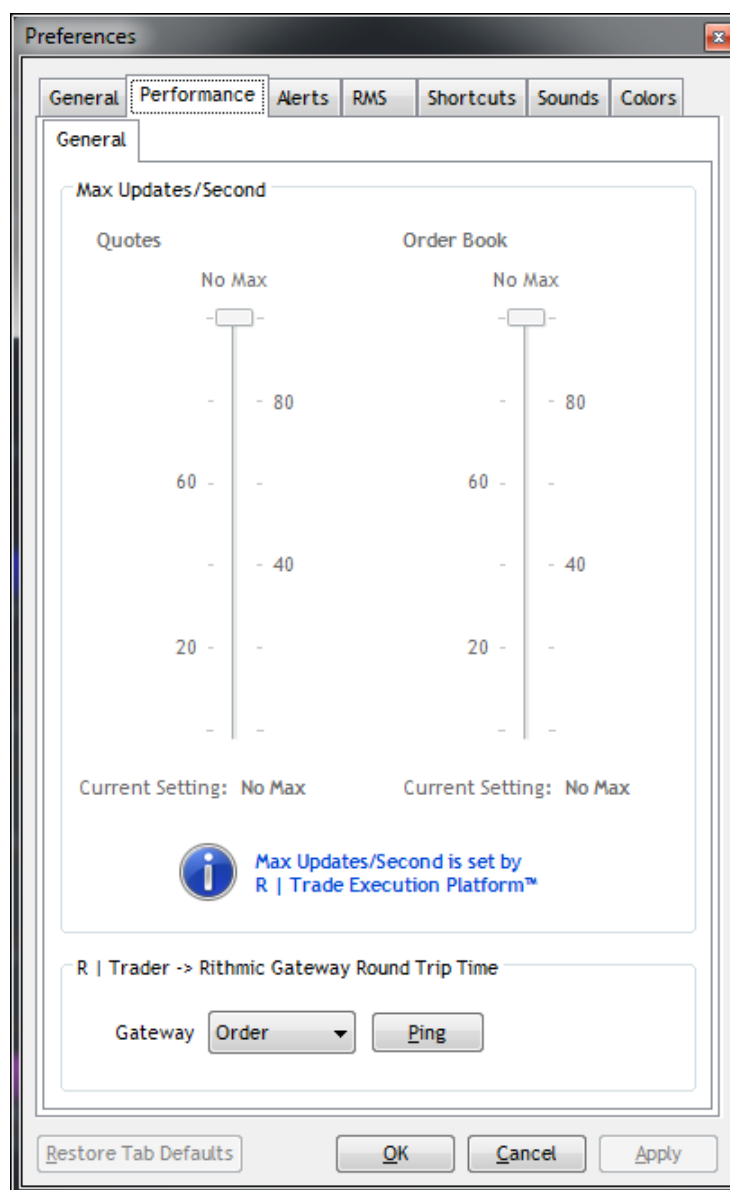 Preferences
General Performance Alerts RMS Shortcuts Sounds Colors
General
Max Updates/Second
Quotes Order Book
No Max No Max
80 80
60 60
40 40
20 20
Current Setting: No Max Current Setting: No Max
Max Updates/Second is set by
R | Trade Execution Platform™
R | Trader -> Rithmic Gateway Round Trip Time
Gateway Order Ping
Restore Tab Defaults OK Cancel Apply